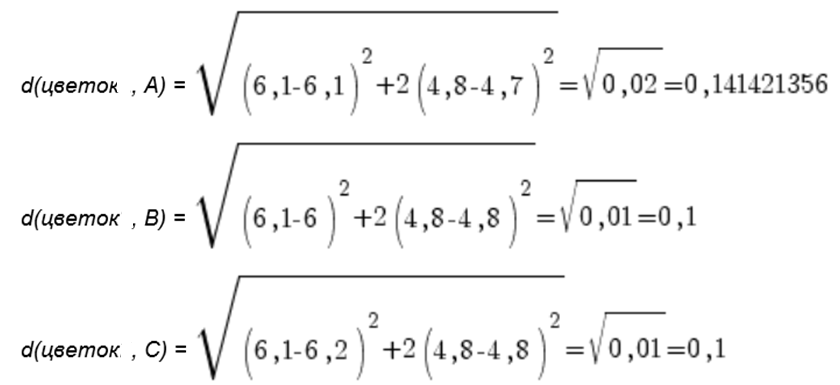 d(цветок , A) = √((6,1-6,1)²+2(4,8-4,7)²)=√0,02=0,141421356
d(цветок , B) = √((6,1-6)²+2(4,8-4,8)²)=√0,01=0,1
d(цветок , C) = √((6,1-6,2)²+2(4,8-4,8)²)=√0,01=0,1